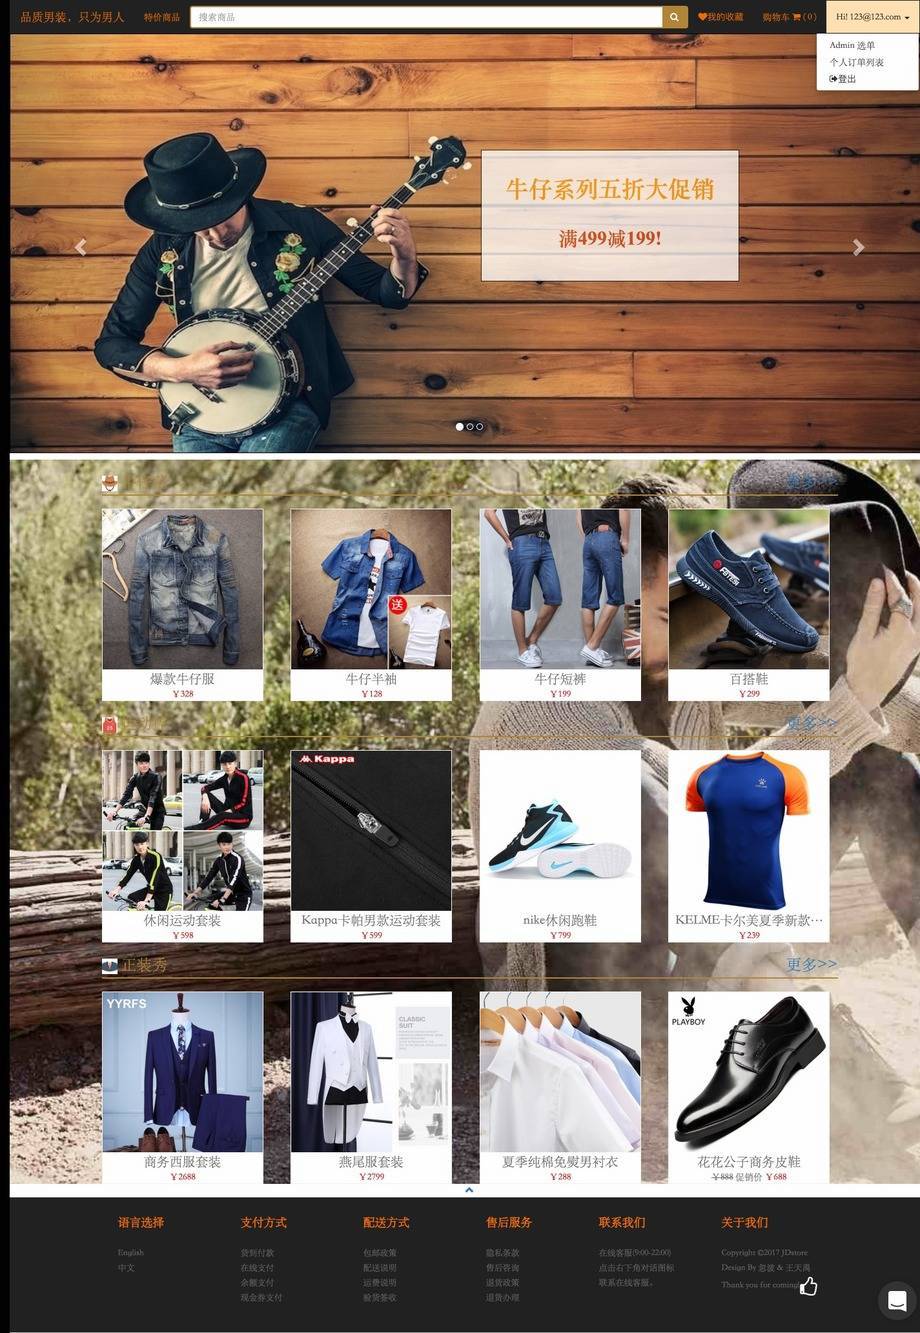 品质男装，只为男人
特价商品
搜索商品
我的收藏
购物车 (0)
Hi! 123@123.com
Admin 选单
个人订单列表
登出
牛仔系列五折大促销
满499减199!
送
FOTESI
爆款牛仔服
牛仔半袖
牛仔短裤
百搭鞋
¥328
¥128
¥199
¥299
更多>>
Kappa
KELME
休闲运动套装
Kappa卡帕男款运动套装
nike休闲跑鞋
KELME卡尔美夏季新款…
¥598
¥599
¥799
¥239
正装秀
更多>>
YYRFS
CLASSIC
SUIT
PLAYBOY
商务西服套装
燕尾服套装
夏季纯棉免熨男衬衣
花花公子商务皮鞋
¥2688
¥2799
¥288
¥888 促销价 ¥688
语言选择
English
中文
支付方式
货到付款
在线支付
余额支付
现金券支付
配送方式
包邮政策
配送说明
运费说明
验货签收
售后服务
隐私条款
售后咨询
退货政策
退货办理
联系我们
在线客服(9:00-22:00)
点击右下角对话图标
联系在线客服。
关于我们
Copyright ©2017 JDstore
Design By 忽波 & 王天禺
Thank you for coming!